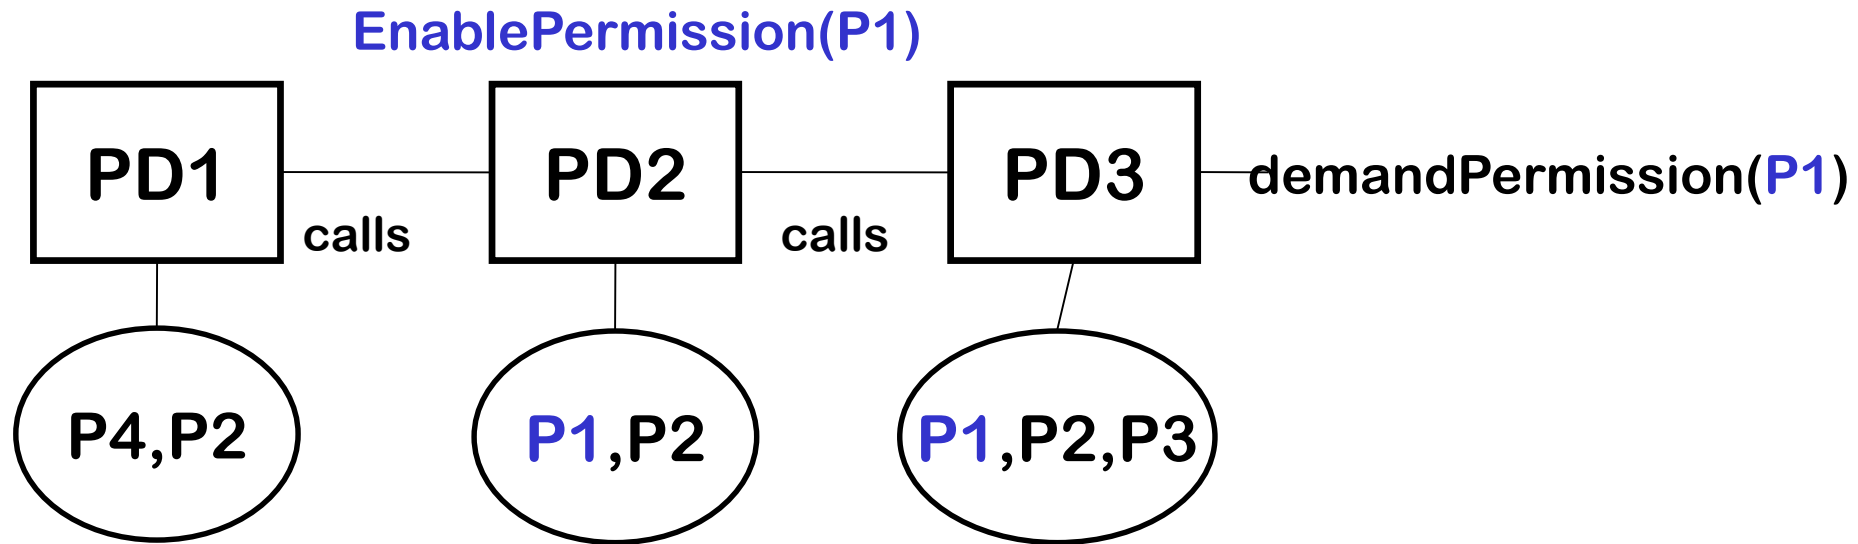 EnablePermission(P1)
PD1
PD2
PD3
demandPermission(P1)
calls
calls
P4,P2
P1,P2
P1,P2,P3